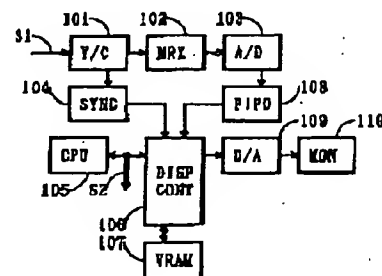 101 102 103
S1
Y/C MRX A/D
104 SYNC FIFO 108
109 110
CPU DISP CONT D/A MON
105 S2
106
107 VRAM